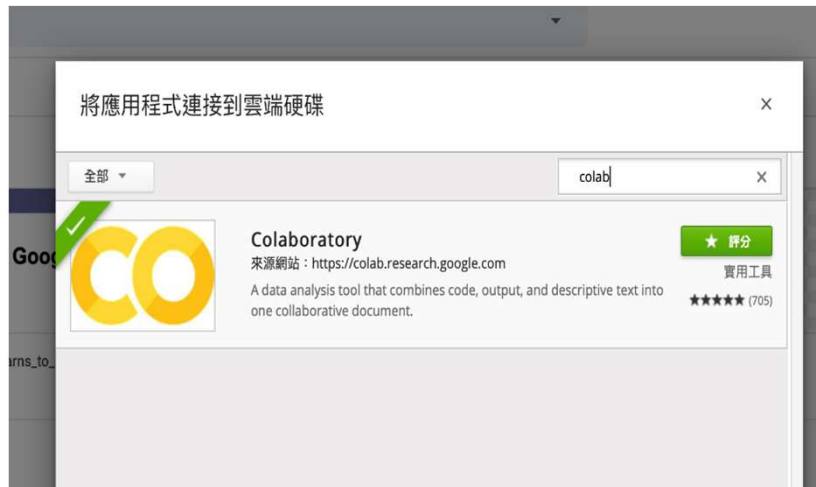 將應用程式連接到雲端硬碟
×
全部
colab
×
Colaboratory
★ 評分
來源網站：https://colab.research.google.com
實用工具
A data analysis tool that combines code, output, and descriptive text into
★★★★★ (705)
one collaborative document.
Goo
arns_to_